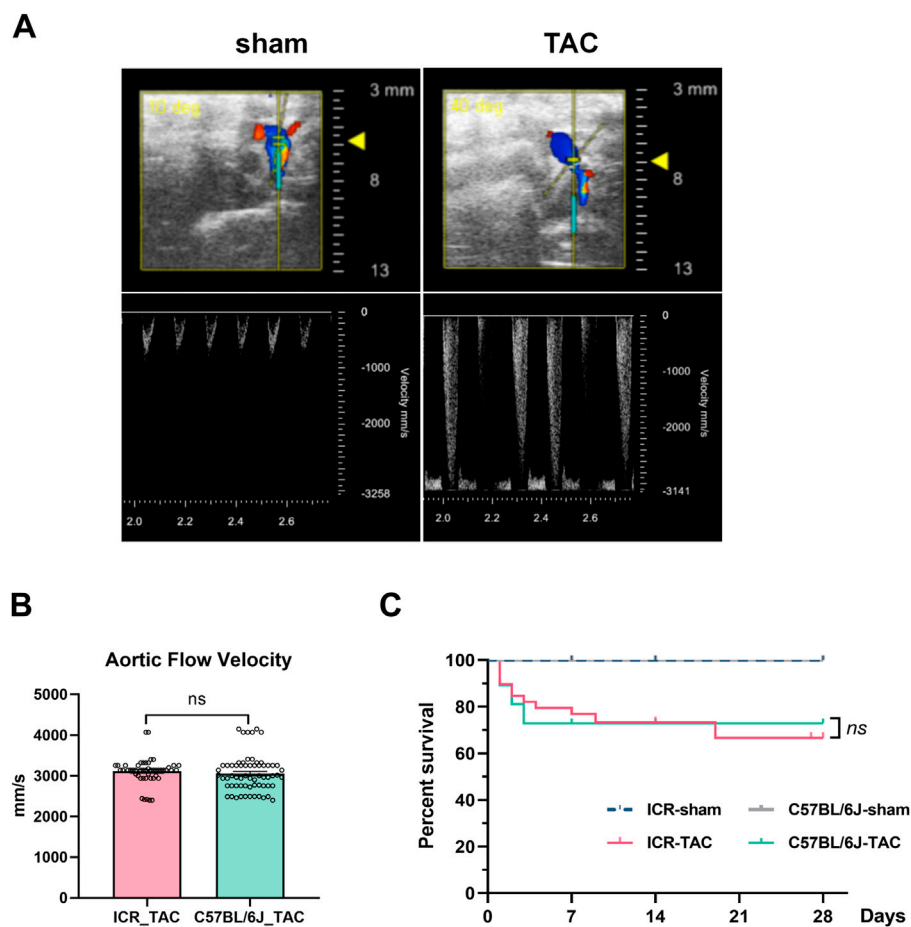 A
sham
TAC
10 deg
3 mm
8
13
40 deg
3 mm
8
13
0
-1000
-2000
-3258
Velocity mm/s
2.0
2.2
2.4
2.6
0
-1000
-2000
-3141
Velocity mm/s
2.0
2.2
2.4
2.6
B
Aortic Flow Velocity
ns
5000
4000
3000
2000
1000
0
mm/s
ICR_TAC
C57BL/6J_TAC
C
100
80
60
40
20
0
Percent survival
ns
ICR-sham
C57BL/6J-sham
ICR-TAC
C57BL/6J-TAC
0
7
14
21
28
Days